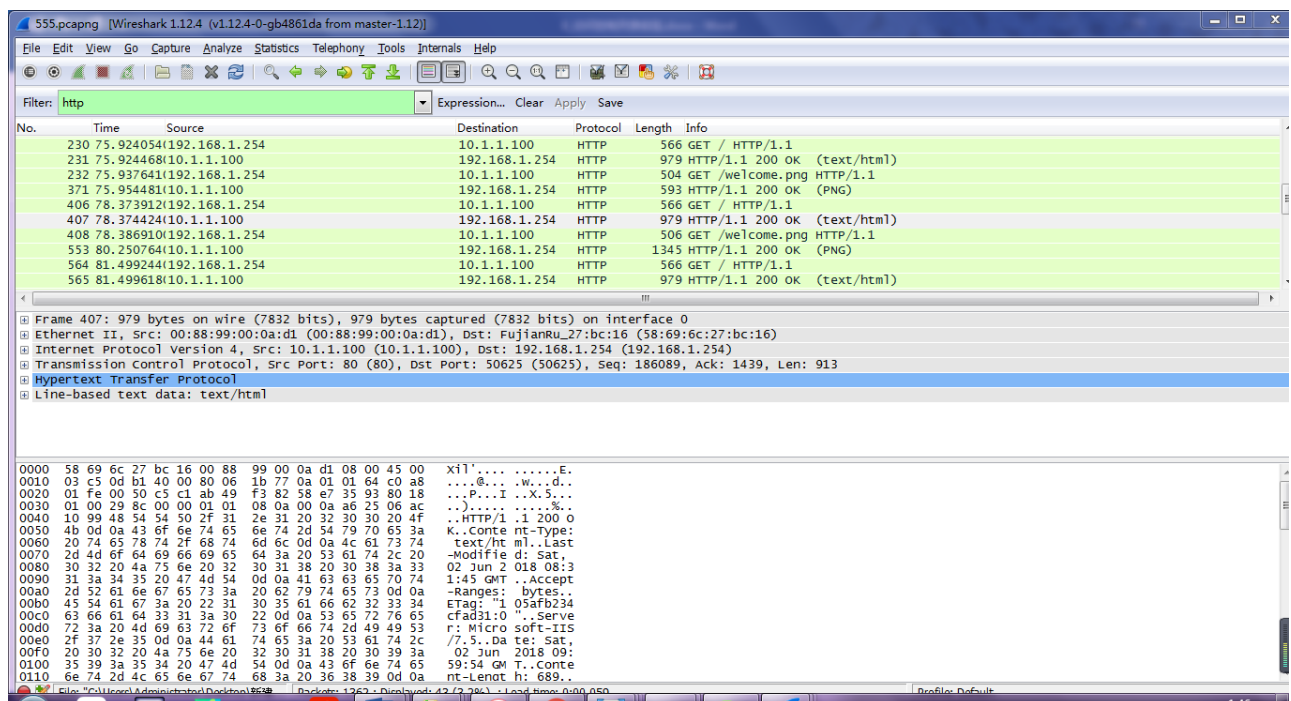 555.pcapng [Wireshark 1.12.4 (v1.12.4-0-gb4861da from master-1.12)]
File Edit View Go Capture Analyze Statistics Telephony Tools Internals Help
Filter: http Expression... Clear Apply Save
No. Time Source Destination Protocol Length Info
230 75.924054(192.168.1.254 10.1.1.100 HTTP 566 GET / HTTP/1.1
231 75.924468(10.1.1.100 192.168.1.254 HTTP 979 HTTP/1.1 200 OK (text/html)
232 75.937641(192.168.1.254 10.1.1.100 HTTP 504 GET /welcome.png HTTP/1.1
371 75.954481(10.1.1.100 192.168.1.254 HTTP 593 HTTP/1.1 200 OK (PNG)
406 78.373912(192.168.1.254 10.1.1.100 HTTP 566 GET / HTTP/1.1
407 78.374424(10.1.1.100 192.168.1.254 HTTP 979 HTTP/1.1 200 OK (text/html)
408 78.386910(192.168.1.254 10.1.1.100 HTTP 506 GET /welcome.png HTTP/1.1
553 80.250764(10.1.1.100 192.168.1.254 HTTP 1345 HTTP/1.1 200 OK (PNG)
564 81.499244(192.168.1.254 10.1.1.100 HTTP 566 GET / HTTP/1.1
565 81.499618(10.1.1.100 192.168.1.254 HTTP 979 HTTP/1.1 200 OK (text/html)
Frame 407: 979 bytes on wire (7832 bits), 979 bytes captured (7832 bits) on interface 0
Ethernet II, Src: 00:88:99:00:0a:d1 (00:88:99:00:0a:d1), Dst: FujianRu_27:bc:16 (58:69:6c:27:bc:16)
Internet Protocol Version 4, Src: 10.1.1.100 (10.1.1.100), Dst: 192.168.1.254 (192.168.1.254)
Transmission Control Protocol, Src Port: 80 (80), Dst Port: 50625 (50625), Seq: 186089, Ack: 1439, Len: 913
Hypertext Transfer Protocol
Line-based text data: text/html
0000 58 69 6c 27 bc 16 00 88 99 00 0a d1 08 00 45 00 Xil'.... ......E.
0010 03 c5 0d b1 40 00 80 06 1b 77 0a 01 01 64 c0 a8 ....@... .w...d..
0020 01 fe 00 50 c5 c1 ab 49 f3 82 58 e7 35 93 80 18 ...P...I ..X.5...
0030 01 00 29 8c 00 00 01 01 08 0a 00 0a a6 25 06 ac ..)..... .....%..
0040 10 99 48 54 54 50 2f 31 2e 31 20 32 30 30 20 4f ..HTTP/1 .1 200 O
0050 4b 0d 0a 43 6f 6e 74 65 6e 74 2d 54 79 70 65 3a K..Conte nt-Type:
0060 20 74 65 78 74 2f 68 74 6d 6c 0d 0a 4c 61 73 74 text/ht ml..Last
0070 2d 4d 6f 64 69 66 69 65 64 3a 20 53 61 74 2c 20 -Modifie d: Sat,
0080 30 32 20 4a 75 6e 20 32 30 31 38 20 30 38 3a 33 02 Jun 2 018 08:3
0090 31 3a 34 35 20 47 4d 54 0d 0a 41 63 63 65 70 74 1:45 GMT ..Accept
00a0 2d 52 61 6e 67 65 73 3a 20 62 79 74 65 73 0d 0a -Ranges: bytes..
00b0 45 54 61 67 3a 20 22 31 30 35 61 66 62 32 33 34 ETag: "1 05afb234
00c0 63 66 61 64 33 31 3a 30 22 0d 0a 53 65 72 76 65 cfad31:0 "..Serve
00d0 72 3a 20 4d 69 63 72 6f 73 6f 66 74 2d 49 49 53 r: Micro soft-IIS
00e0 2f 37 2e 35 0d 0a 44 61 74 65 3a 20 53 61 74 2c /7.5..Da te: Sat,
00f0 20 30 32 20 4a 75 6e 20 32 30 31 38 20 30 39 3a 02 Jun 2018 09:
0100 35 39 3a 35 34 20 47 4d 54 0d 0a 43 6f 6e 74 65 59:54 GM T..Conte
0110 6e 74 2d 4c 65 6e 67 74 68 3a 20 36 38 39 0d 0a nt-Lengt h: 689..
File: "C:\Users\Administrator\Desktop\新建 Packets: 1362 · Displayed: 43 (3.2%) · Load time: 0:00.050 Profile: Default